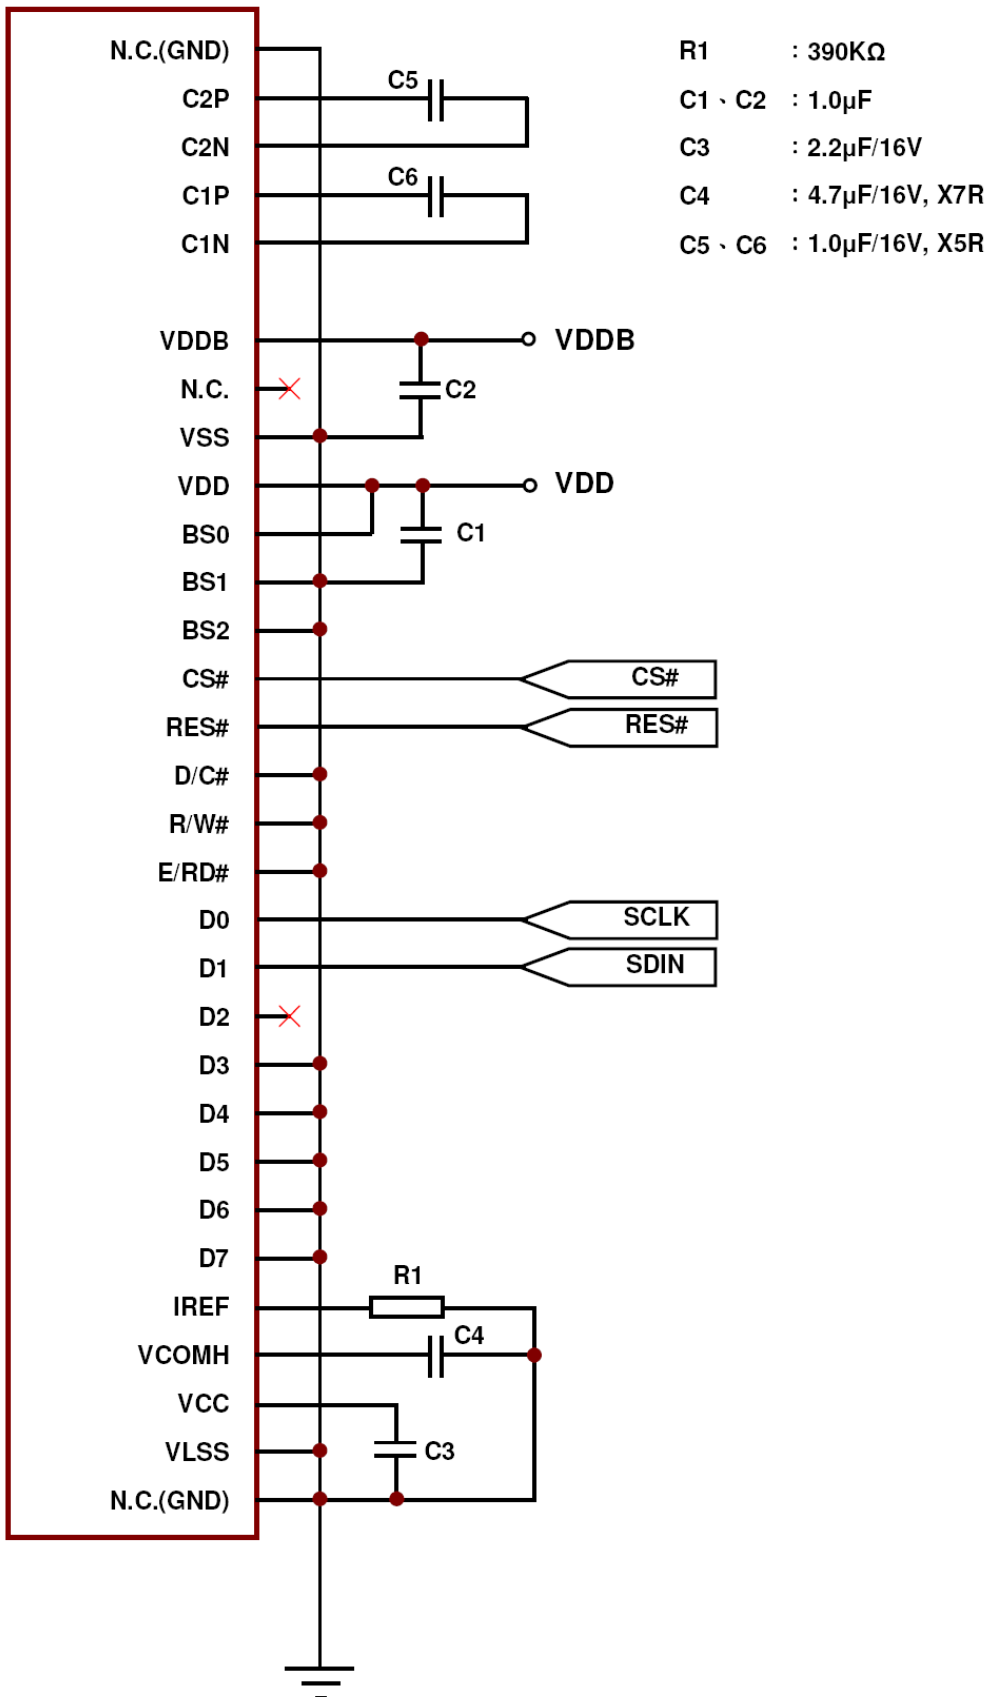 N.C.(GND)
C2P
C5
C2N
C1P
C6
C1N
VDDB
VDDB
N.C.
C2
VSS
VDD
VDD
BS0
C1
BS1
BS2
CS#
CS#
RES#
RES#
D/C#
R/W#
E/RD#
D0
SCLK
D1
SDIN
D2
D3
D4
D5
D6
D7
R1
IREF
C4
VCOMH
VCC
C3
VLSS
N.C.(GND)
R1 : 390KΩ
C1、C2 : 1.0µF
C3 : 2.2µF/16V
C4 : 4.7µF/16V, X7R
C5、C6 : 1.0µF/16V, X5R